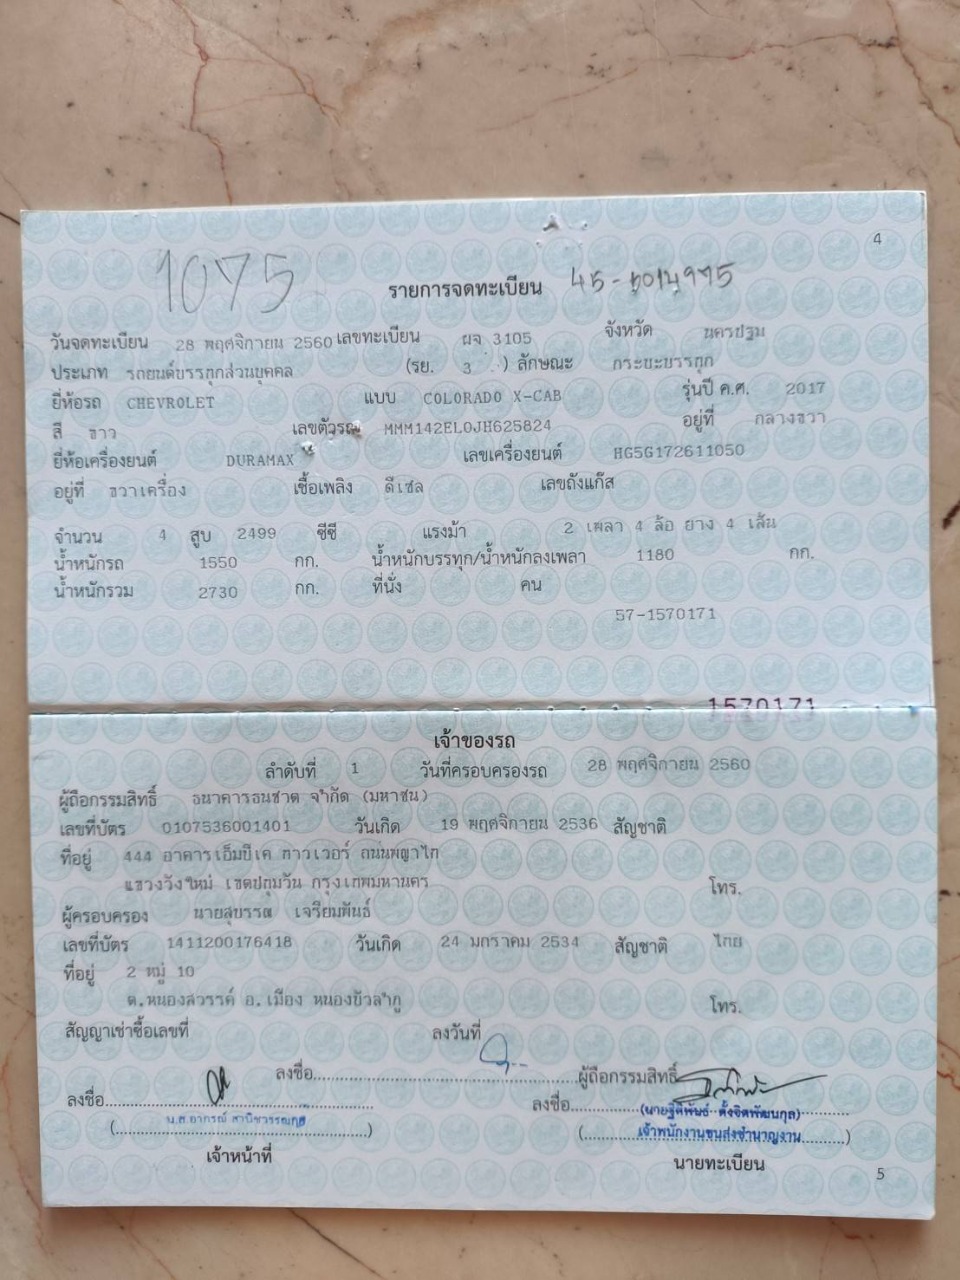 4
1075
รายการจดทะเบียน 45-5014975
วันจดทะเบียน 28 พฤศจิกายน 2560 เลขทะเบียน ผจ 3105 จังหวัด นครปฐม
ประเภท รถยนต์บรรทุกส่วนบุคคล (รย. 3 ) ลักษณะ กระบะบรรทุก
ยี่ห้อรถ CHEVROLET แบบ COLORADO X-CAB รุ่นปี ค.ศ. 2017
สี ขาว เลขตัวรถ MMM142EL0JH625824 อยู่ที่ กลางขวา
ยี่ห้อเครื่องยนต์ DURAMAX เลขเครื่องยนต์ HG5G172611050
อยู่ที่ ขวาเครื่อง เชื้อเพลิง ดีเซล เลขถังแก๊ส
จำนวน 4 สูบ 2499 ซีซี แรงม้า 2 เพลา 4 ล้อ ยาง 4 เส้น
น้ำหนักรถ 1550 กก. น้ำหนักบรรทุก/น้ำหนักลงเพลา 1180 กก.
น้ำหนักรวม 2730 กก. ที่นั่ง คน
57-1570171
1570171
เจ้าของรถ
ลำดับที่ 1 วันที่ครอบครองรถ 28 พฤศจิกายน 2560
ผู้ถือกรรมสิทธิ์ ธนาคารธนชาต จำกัด (มหาชน)
เลขที่บัตร 0107536001401 วันเกิด 19 พฤศจิกายน 2536 สัญชาติ
ที่อยู่ 444 อาคารเอ็มบีเค ทาวเวอร์ ถนนพญาไท
แขวงวังใหม่ เขตปทุมวัน กรุงเทพมหานคร โทร.
ผู้ครอบครอง นายสุบรรณ เจรียมพันธ์
เลขที่บัตร 1411200176418 วันเกิด 24 มกราคม 2534 สัญชาติ ไทย
ที่อยู่ 2 หมู่ 10
ต.หนองสวรรค์ อ.เมือง หนองบัวลำภู โทร.
สัญญาเช่าซื้อเลขที่ ลงวันที่
ลงชื่อ ผู้ถือกรรมสิทธิ์
ลงชื่อ ลงชื่อ
น.ส.อาภรณ์ (นายฐิติพันธ์ ตั้งจิตพัฒนกุล)
เจ้าพนักงานขนส่งชำนาญงาน
เจ้าหน้าที่ นายทะเบียน
5